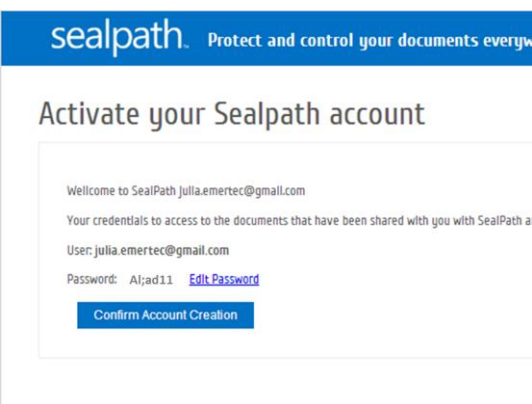 sealpath™ Protect and control your documents everyw
Activate your Sealpath account
Wellcome to SealPath julia.emertec@gmail.com
Your credentials to access to the documents that have been shared with you with SealPath a
User: julia.emertec@gmail.com
Password: Al;ad11 Edit Password
Confirm Account Creation